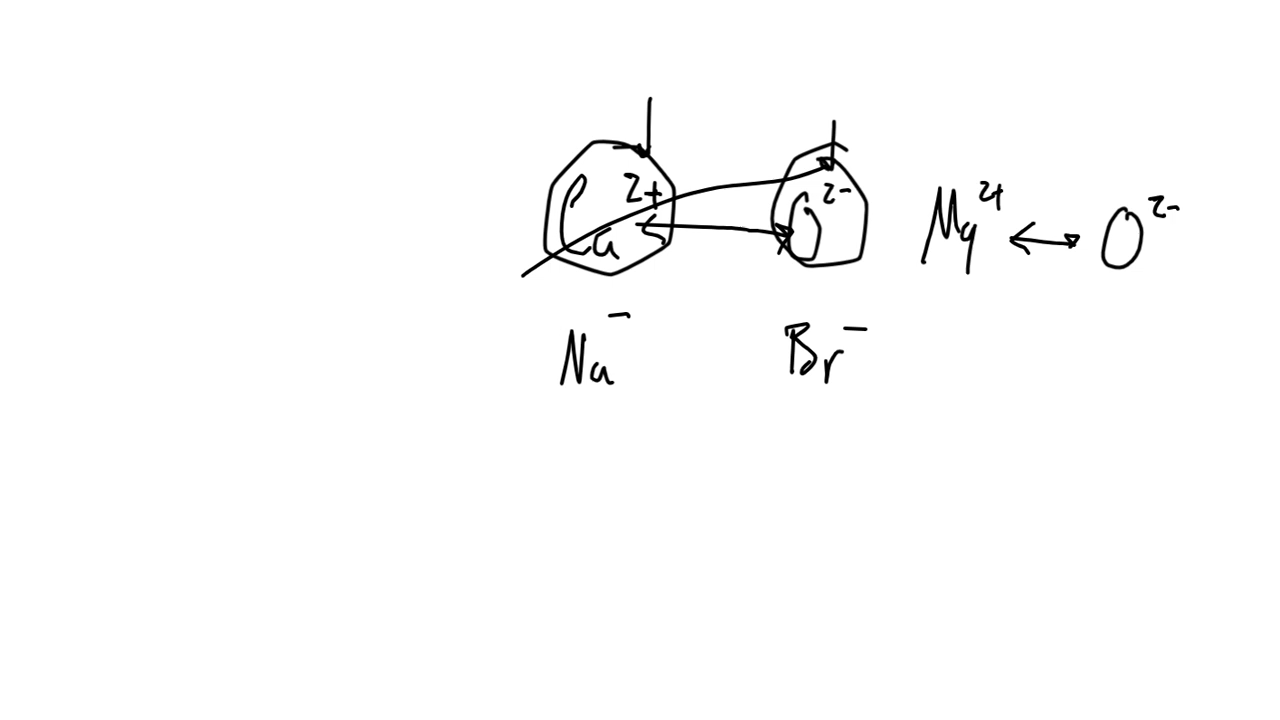 Ca²⁺ ↔ O²⁻ Mg²⁺ ↔ O²⁻
Na⁻ Br⁻